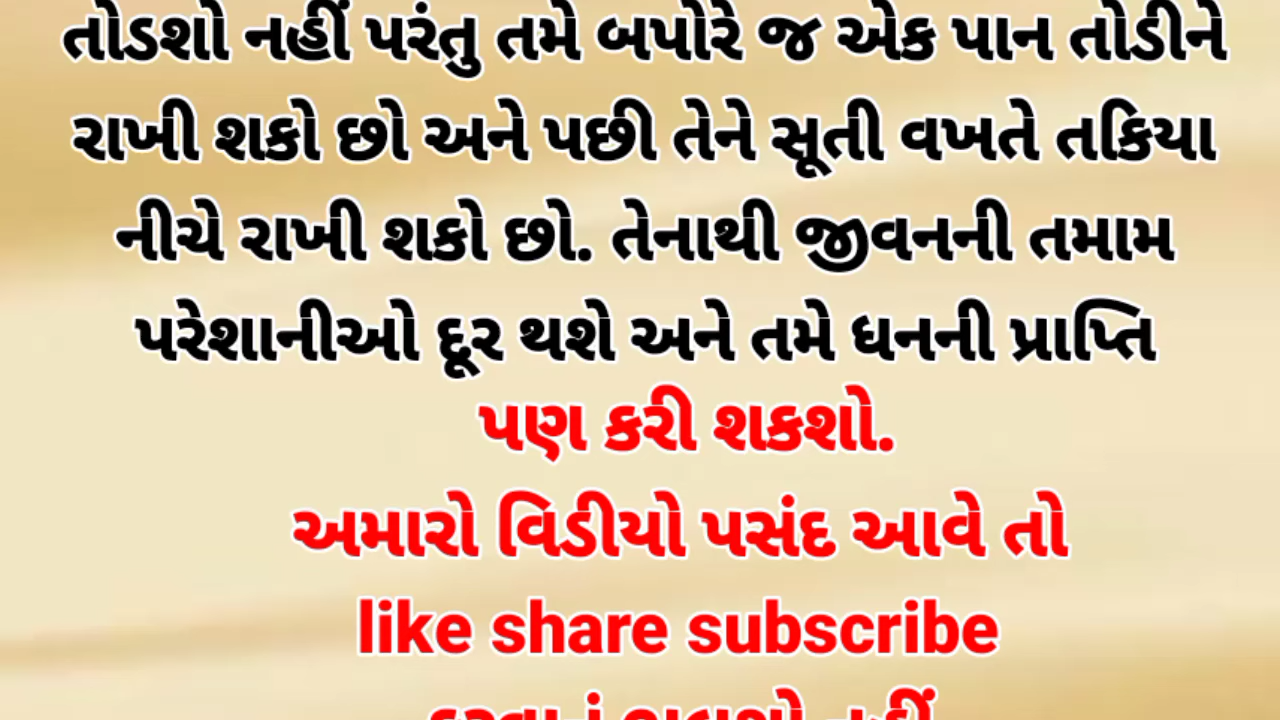 તોડશો નહીં પરંતુ તમે બપોરે જ એક પાન તોડીને
રાખી શકો છો અને પછી તેને સૂતી વખતે તકિયા
નીચે રાખી શકો છો. તેનાથી જીવનની તમામ
પરેશાનીઓ દૂર થશે અને તમે ધનની પ્રાપ્તિ
પણ કરી શકશો.
અમારો વિડીયો પસંદ આવે તો
like share subscribe